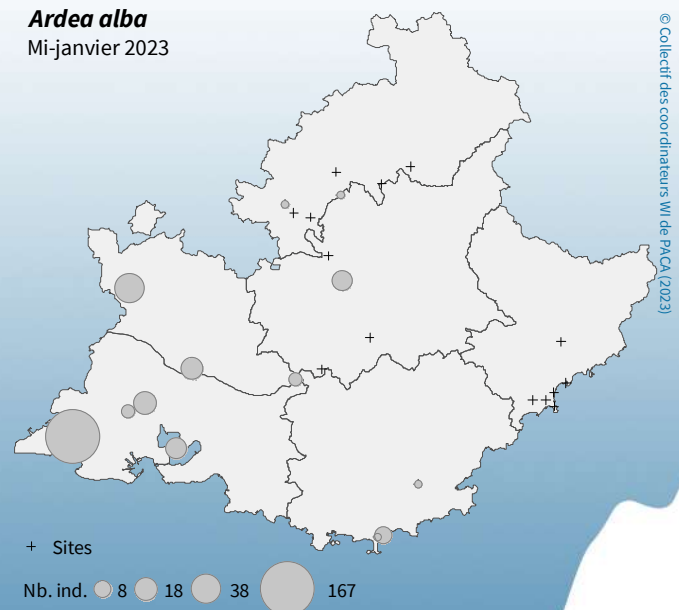 Ardea alba
Mi-janvier 2023
© Collectif des coordinateurs WI de PACA (2023)
+ Sites
Nb. ind. 8 18 38 167